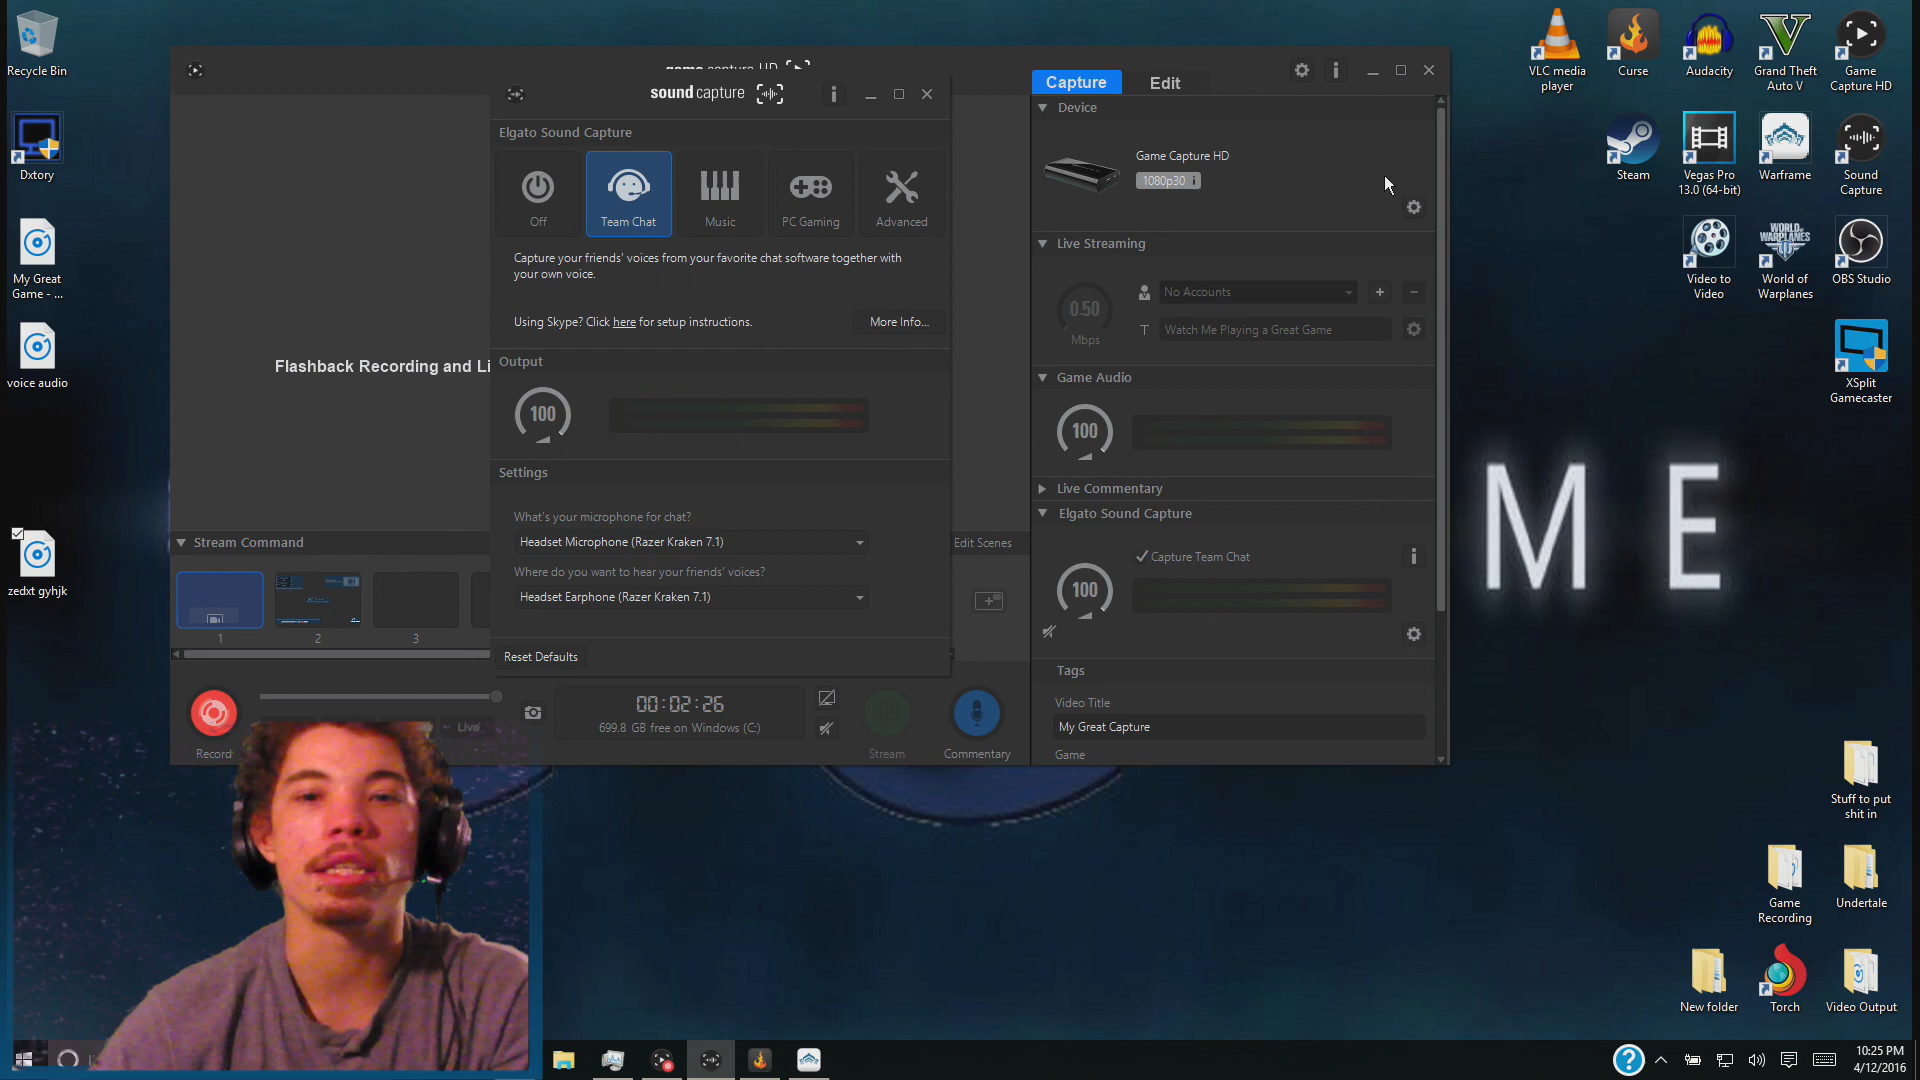 Recycle Bin
Dxtory
My Great
Game - ...
voice audio
zedxt gyhjk
soundcapture
Elgato Sound Capture
Off
Team Chat
Music
PC Gaming
Advanced
Capture your friends' voices from your favorite chat software together with
your own voice.
Using Skype? Click here for setup instructions.
More Info...
Output
100
Settings
What's your microphone for chat?
Headset Microphone (Razer Kraken 7.1)
Where do you want to hear your friends' voices?
Headset Earphone (Razer Kraken 7.1)
Reset Defaults
Flashback Recording and Li
Stream Command
Edit Scenes
1
2
3
Record
Live
00:02:26
699.8 GB free on Windows (C:)
Stream
Commentary
Capture
Edit
Device
Game Capture HD
1080p30
Live Streaming
0.50
Mbps
No Accounts
T
Watch Me Playing a Great Game
Game Audio
100
Live Commentary
Elgato Sound Capture
Capture Team Chat
100
Tags
Video Title
My Great Capture
Game
VLC media
player
Curse
Audacity
Grand Theft
Auto V
Game
Capture HD
Steam
Vegas Pro
13.0 (64-bit)
Warframe
Sound
Capture
Video to
Video
WORLD OF
WARPLANES
World of
Warplanes
OBS Studio
XSplit
Gamecaster
M E
Stuff to put
shit in
Game
Recording
Undertale
New folder
Torch
Video Output
10:25 PM
4/12/2016